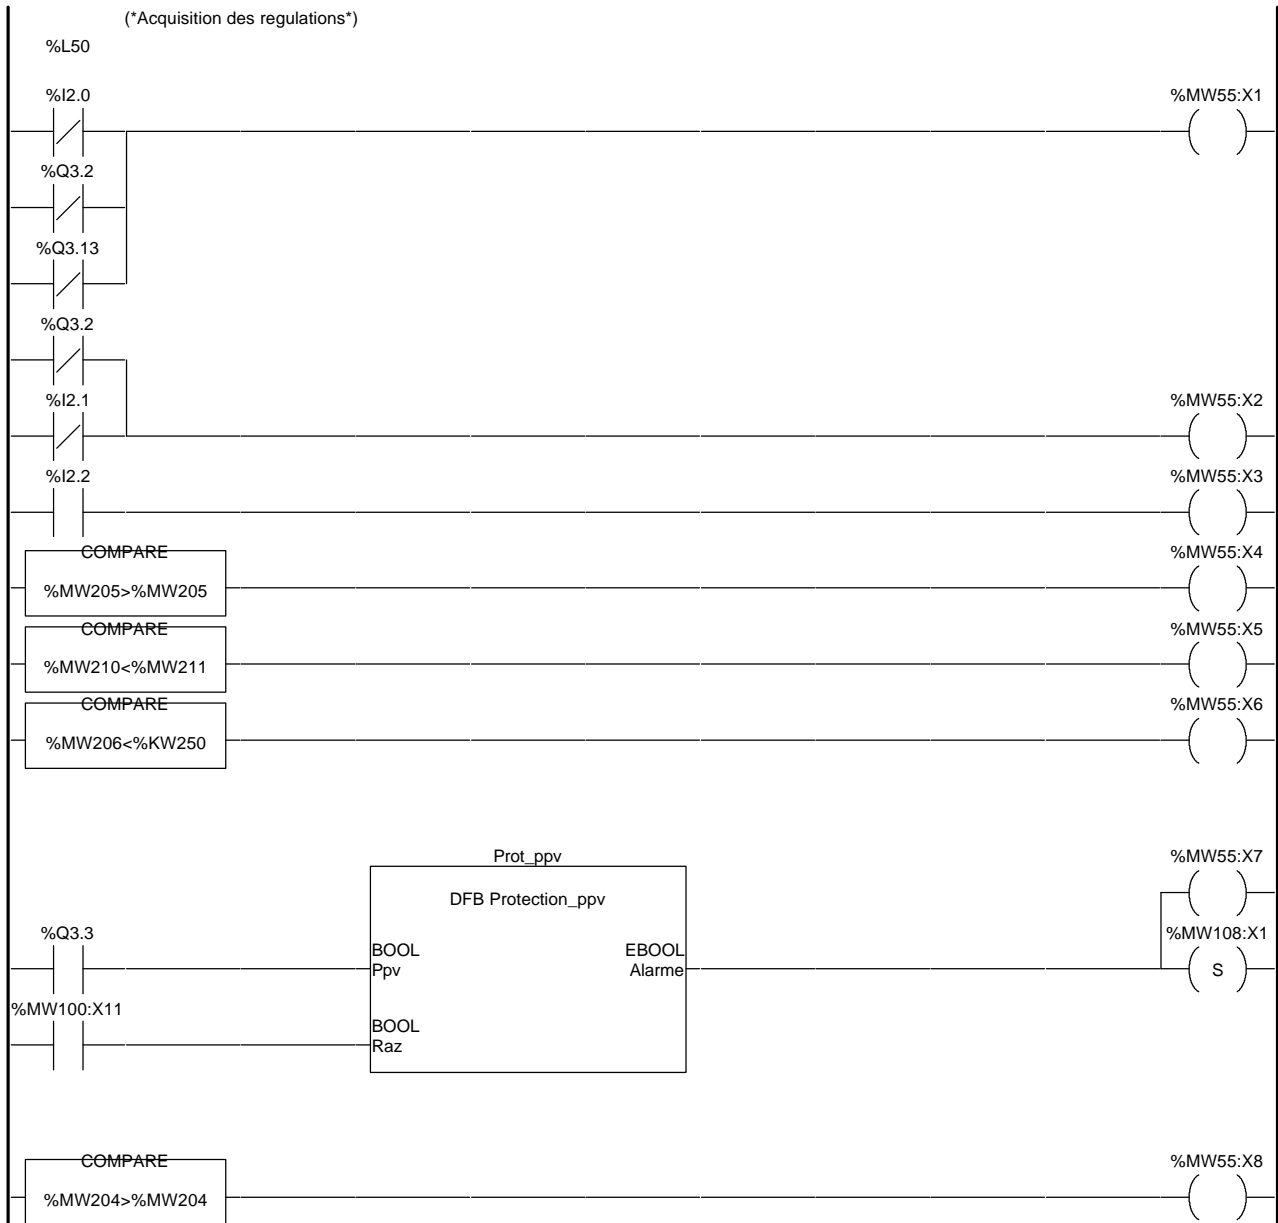 (*Acquisition des regulations*)
%L50
%I2.0
%MW55:X1
%Q3.2
%Q3.13
%Q3.2
%I2.1
%MW55:X2
%I2.2
%MW55:X3
COMPARE
%MW55:X4
%MW205>%MW205
COMPARE
%MW55:X5
%MW210<%MW211
COMPARE
%MW55:X6
%MW206<%KW250
Prot_ppv
%MW55:X7
DFB Protection_ppv
%Q3.3
%MW108:X1
BOOL
EBOOL
Ppv
Alarme
S
%MW100:X11
BOOL
Raz
COMPARE
%MW55:X8
%MW204>%MW204